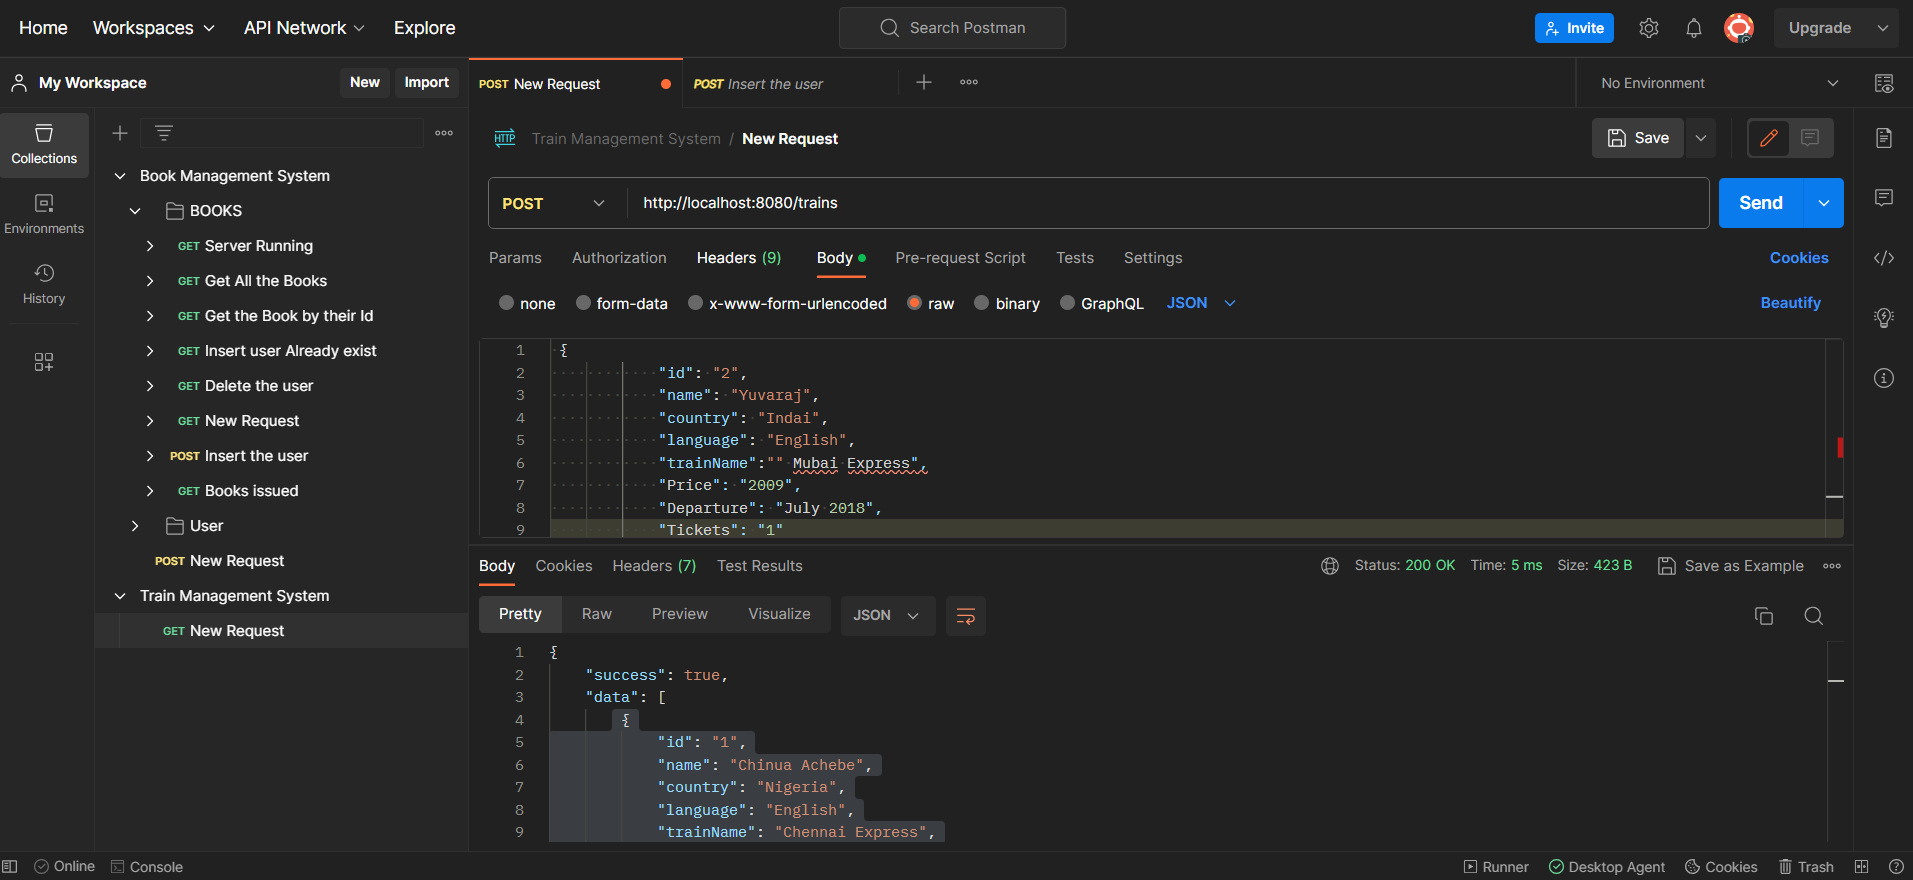 Home Workspaces API Network Explore Search Postman Invite Upgrade
My Workspace New Import POST New Request POST Insert the user No Environment
Collections
Environments
History
Book Management System
BOOKS
GET Server Running
GET Get All the Books
GET Get the Book by their Id
GET Insert user Already exist
GET Delete the user
GET New Request
POST Insert the user
GET Books issued
User
POST New Request
Train Management System
GET New Request
HTTP Train Management System / New Request Save
POST http://localhost:8080/trains Send
Params Authorization Headers (9) Body Pre-request Script Tests Settings Cookies
none form-data x-www-form-urlencoded raw binary GraphQL JSON Beautify
1 {
2 "id": "2",
3 "name": "Yuvaraj",
4 "country": "Indai",
5 "language": "English",
6 "trainName":"" Mubai Express",
7 "Price": "2009",
8 "Departure": "July 2018",
9 "Tickets": "1"
Body Cookies Headers (7) Test Results Status: 200 OK Time: 5 ms Size: 423 B Save as Example
Pretty Raw Preview Visualize JSON
1 {
2 "success": true,
3 "data": [
4 {
5 "id": "1",
6 "name": "Chinua Achebe",
7 "country": "Nigeria",
8 "language": "English",
9 "trainName": "Chennai Express",
Online Console Runner Desktop Agent Cookies Trash